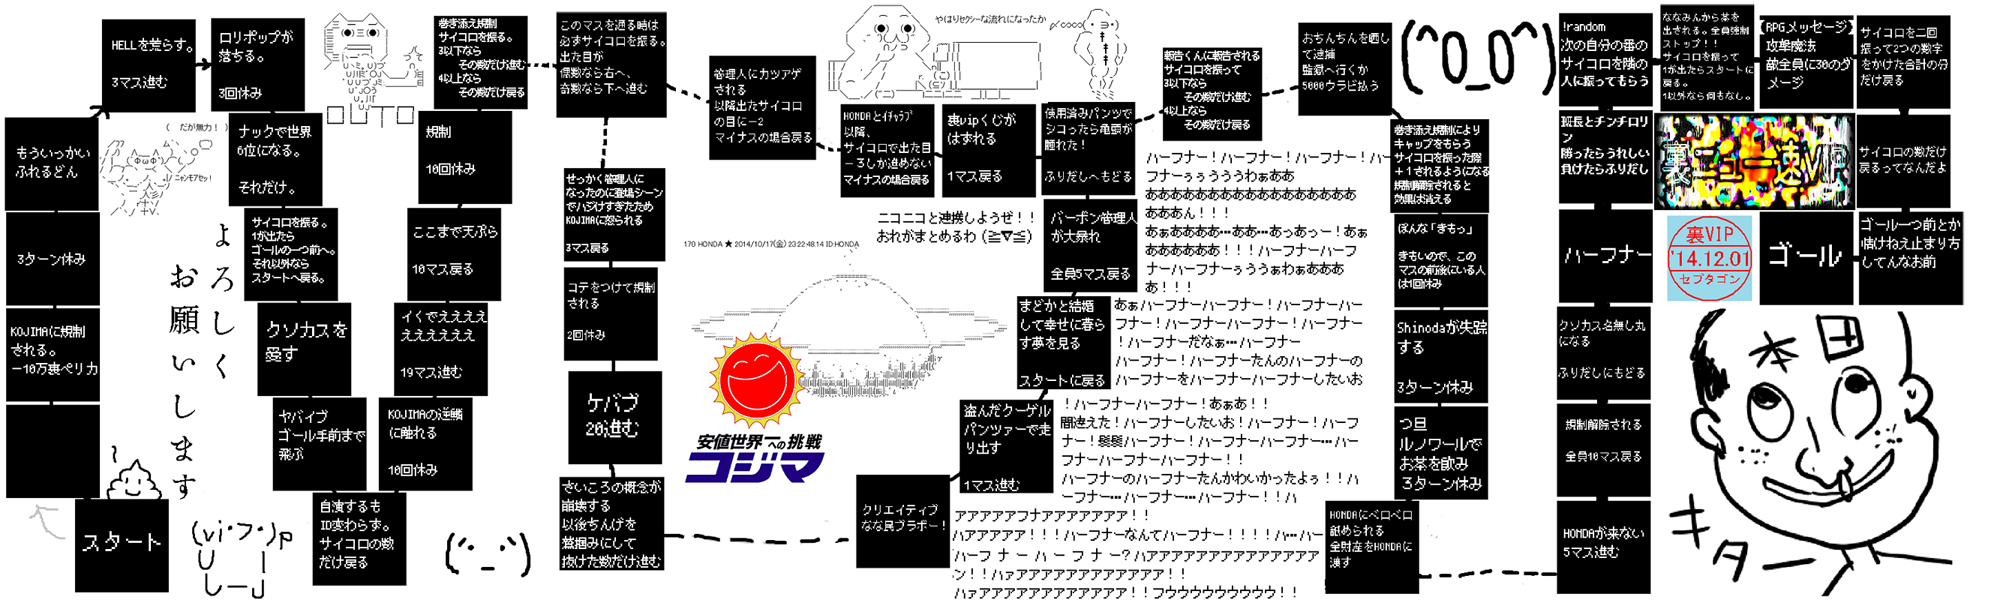 スタート
KOJIMAに規制
される。
－10万裏ペリカ
3ターン休み
もういっかい
ふれるどん
HELLを荒らす。
3マス進む
ロリポップが
落ちる。
3回休み
( だが無力! )
ナックで世界
6位になる。
それだけ。
サイコロを振る。
1が出たら
ゴールの一つ前へ。
それ以外なら
スタートへ戻る。
クソカスを
愛す
ヤバイブ
ゴール手前まで
飛ぶ
自演するも
ID変わらず。
サイコロの数
だけ戻る
KOJIMAの逆鱗
に触れる
10回休み
イくでえええええ
ええええええ
19マス進む
ここまで天ぷら
10マス戻る
規制
10回休み
巻き添え規制
サイコロを振る。
3以下なら
その数だけ進む
4以上なら
その数だけ戻る
よろしく
お願いします
(vi・フ・)p
このマスを通る時は
必ずサイコロを振る。
出た目が
偶数なら右へ、
奇数なら下へ進む
せっかく管理人に
なったのに登場シーン
でハジけすぎたため
KOJIMAに怒られる
3マス戻る
コテをつけて規制
される
2回休み
ケバブ
20進む
さいころの概念が
崩壊する
以後ちんげを
鷲掴みにして
抜けた数だけ進む
クリエイティブ
なな民ブラボー!
盗んだクーゲル
パンツァーで走
り出す
1マス進む
まどかと結婚
して幸せに暮ら
す夢を見る
スタートに戻る
バーボン管理人
が大暴れ
全員5マス戻る
管理人にカツアゲ
される
以降出たサイコロ
の目に－2
マイナスの場合戻る
HONDAとイチャラブ
以降、
サイコロで出た目
－3しか進めない
マイナスの場合戻る
裏vipくじが
はずれる
1マス戻る
使用済みパンツで
シコったら亀頭が
腫れた!
ふりだしへもどる
やはりセクシーな流れになったか
ニコニコと連携しようぜ!!
おれがまとめるわ (≧∇≦)
170 HONDA ★ 2014/10/17(金) 23:22:48.14 ID:HONDA
安値世界一への挑戦
コジマ
報告くんに報告される
サイコロを振って
3以下なら
その数だけ進む
4以上なら
その数だけ戻る
おちんちんを晒し
て逮捕
監獄へ行くか
5000ウラビ払う
巻き添え規制により
キャップをもらう
サイコロを振った際
＋1されるようになる
規制解除されると
効果は消える
ぽんな「きもっ」
きもいので、この
マスの前後にいる人
は1回休み
Shinodaが失踪
する
3ターン休み
つ旦
ルノワールで
お茶を飲み
3ターン休み
HONDAにペロペロ
舐められる
全財産をHONDAに
渡す
ハーフナー!ハーフナー!ハーフナー!ハー
フナーぅぅうううわぁああ
ああああああああああああああああああ
あああん!!!
あぁああああ…ああ…あっあっー!あぁ
ああああああ!!!ハーフナーハーフ
ナーハーフナーぅううぁわぁあああ
あ!!!
あぁハーフナーハーフナー!ハーフナーハー
フナー!ハーフナーハーフナー!ハーフナー
!ハーフナーだなぁ…ハーフナー
ハーフナー!ハーフナーたんのハーフナーの
ハーフナーをハーフナーハーフナーしたいお
!ハーフナーハーフナー!あぁあ!!
間違えた!ハーフナーしたいお!ハーフナー!ハーフ
ナー!髪髪ハーフナー!ハーフナーハーフナー…ハー
フナーハーフナーハーフナー!!
ハーフナーのハーフナーたんかわいかったよぅ!!ハ
ーフナー…ハーフナー…ハーフナー!!ハ
アアアアアフナアアアアアアア!!
ハアアアアア!!!ハーフナーなんてハーフナー!!!!ハ…ハー
ハーフナーハーフナー?ハアアアアアアアアアアアアアア
ン!!ハァアアアアアアアアアアアア!!
ハァアアアアアアアアアアアア!!フウウウウウウウウウ!!
HONDAが来ない
5マス進む
規制解除される
全員10マス戻る
クソカス名無し丸
になる
ふりだしにもどる
ハーフナー
班長とチンチロリ
ン
勝ったらうれしい
負けたらふりだし
!random
次の自分の番の
サイコロを隣の
人に振ってもらう
ななみんから茶を
出される。全員強制
ストップ!!
サイコロを振って
1が出たらスタートに
戻る。
1以外なら何もなし。
【RPGメッセージ】
攻撃魔法
敵全員に30のダ
メージ
サイコロを二回
振って2つの数字
をかけた合計の分
だけ戻る
サイコロの数だけ
戻るってなんだよ
ゴール一つ前とか
情けねえ止まり方
してんなお前
ゴール
裏ニュー速VIP
裏VIP
'14.12.01
セプタゴン
米田
キター